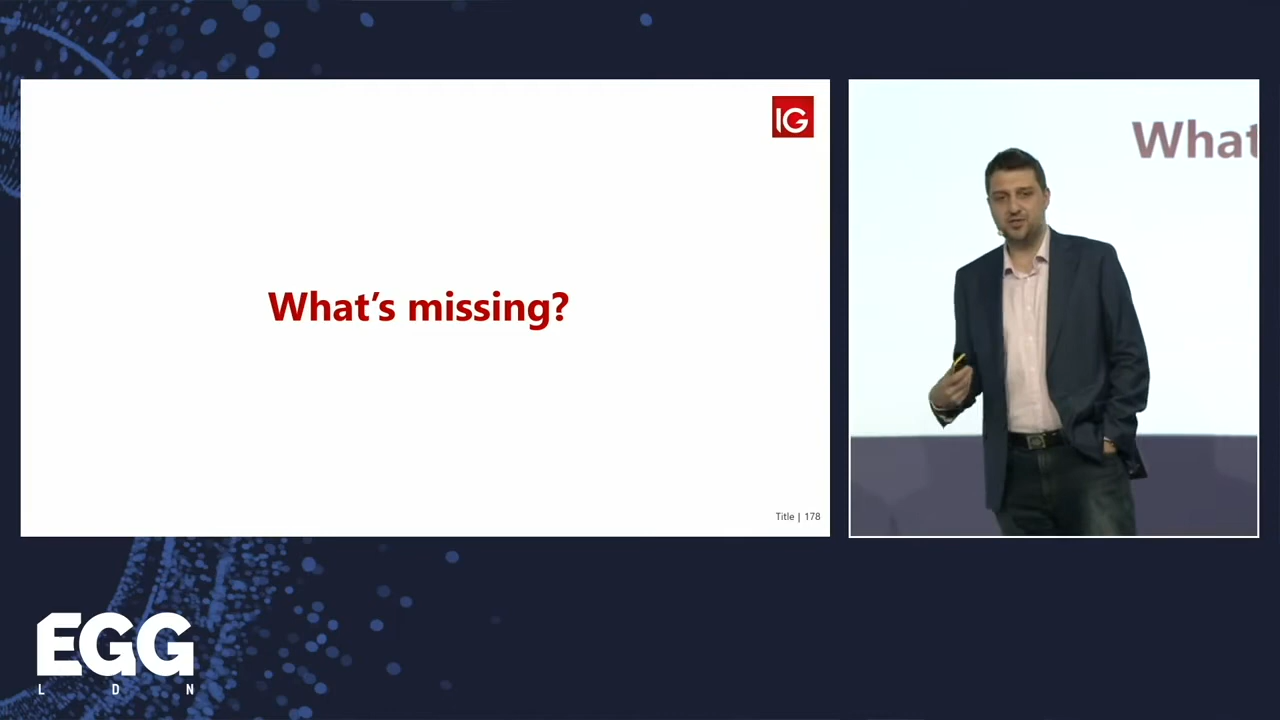 IG
What’s missing?
Title | 178
What
EGG
L D N